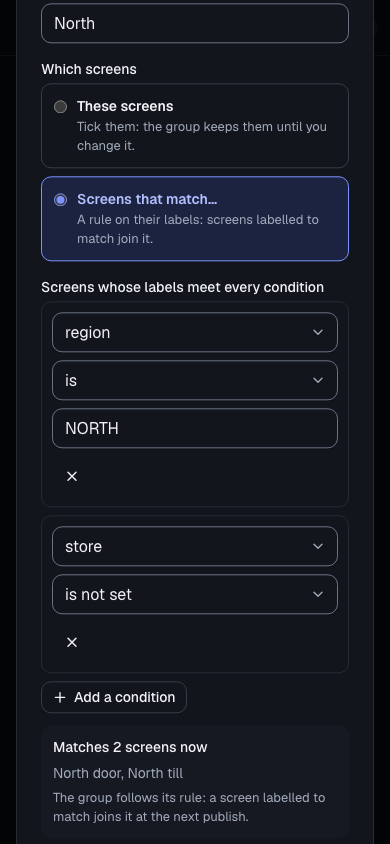 North
Which screens
These screens
Tick them: the group keeps them until you
change it.
Screens that match...
A rule on their labels: screens labelled to
match join it.
Screens whose labels meet every condition
region
is
NORTH
×
store
is not set
×
+ Add a condition
Matches 2 screens now
North door, North till
The group follows its rule: a screen labelled to
match joins it at the next publish.